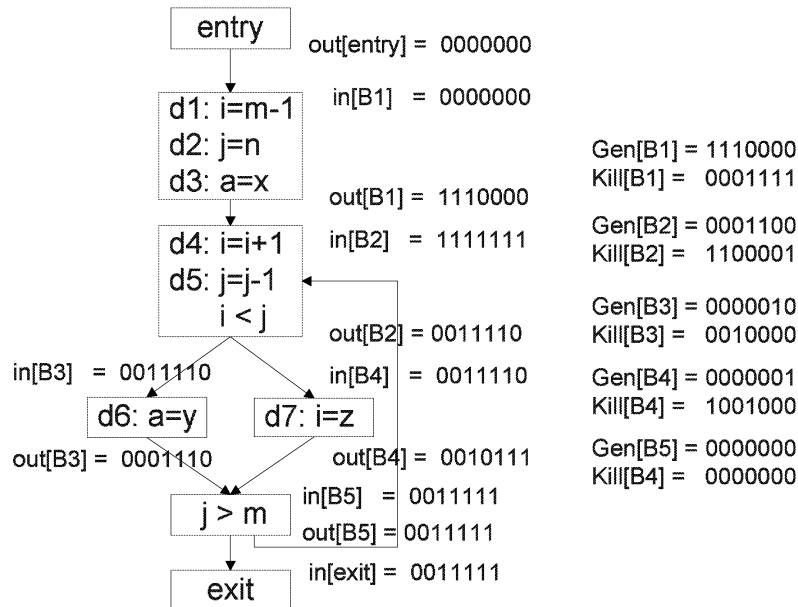 entry
out[entry] = 0000000
d1: i=m-1
d2: j=n
d3: a=x
in[B1] = 0000000
out[B1] = 1110000
d4: i=i+1
d5: j=j-1
i < j
in[B2] = 1111111
out[B2] = 0011110
in[B3] = 0011110
in[B4] = 0011110
d6: a=y
d7: i=z
out[B3] = 0001110
out[B4] = 0010111
j > m
in[B5] = 0011111
out[B5] = 0011111
exit
in[exit] = 0011111
Gen[B1] = 1110000
Kill[B1] = 0001111
Gen[B2] = 0001100
Kill[B2] = 1100001
Gen[B3] = 0000010
Kill[B3] = 0010000
Gen[B4] = 0000001
Kill[B4] = 1001000
Gen[B5] = 0000000
Kill[B4] = 0000000